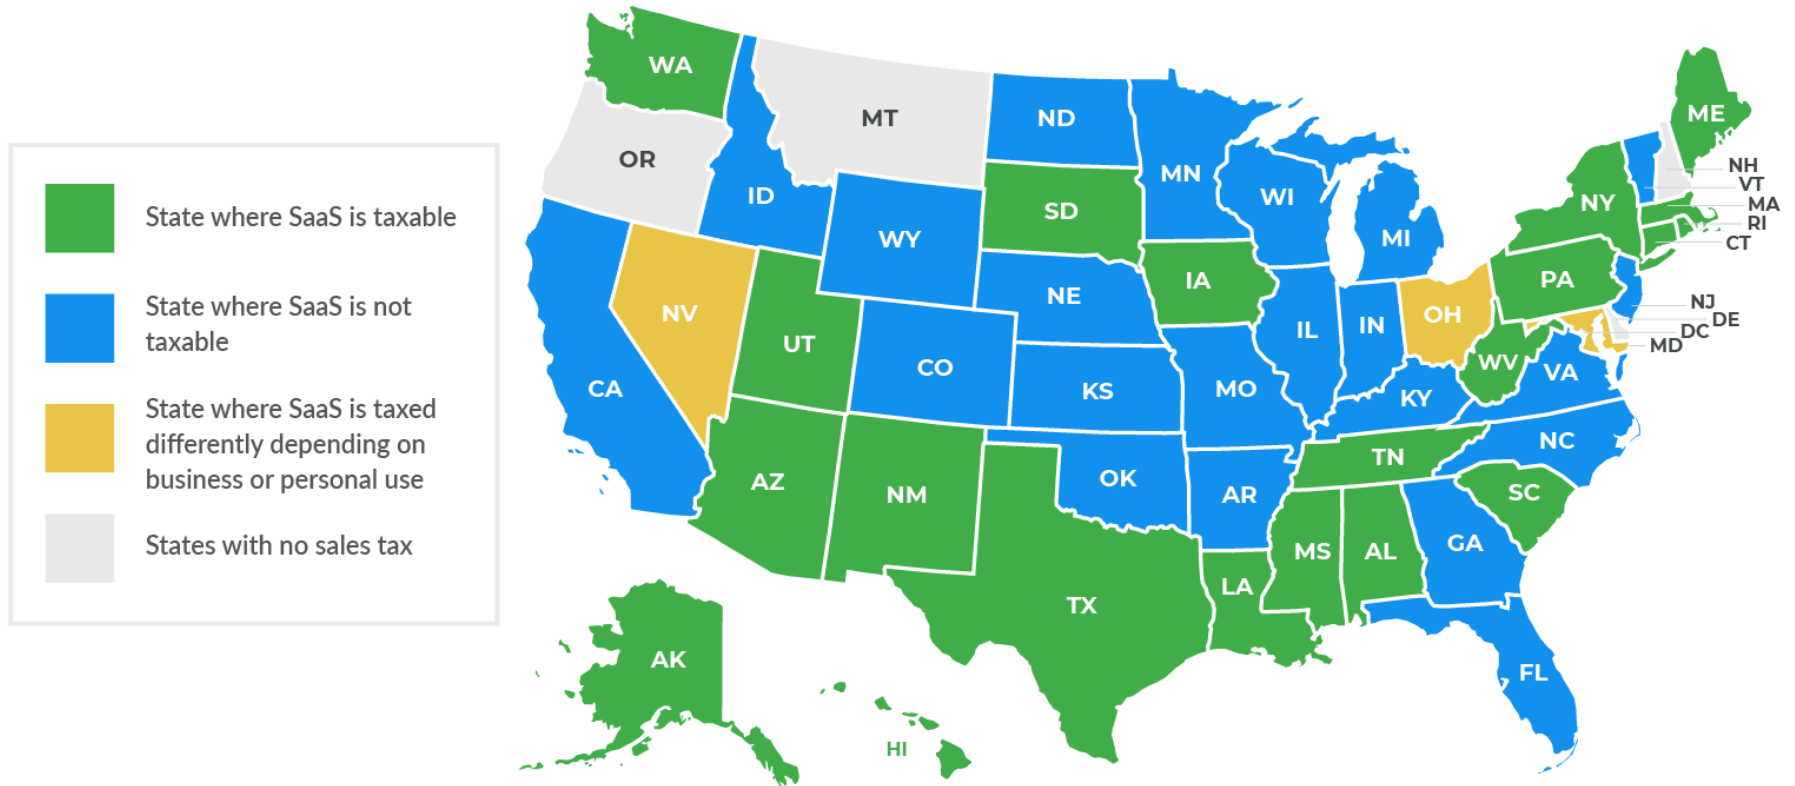 State where SaaS is taxable
State where SaaS is not
taxable
State where SaaS is taxed
differently depending on
business or personal use
States with no sales tax
WA
MT
ND
ME
OR
MN
NH
ID
VT
WI
NY
MA
SD
RI
WY
MI
CT
IA
PA
NE
NJ
NV
OH
DE
IN
IL
DC
UT
MD
WV
CO
VA
CA
KS
MO
KY
NC
TN
OK
AZ
NM
AR
SC
GA
MS
AL
LA
TX
AK
FL
HI